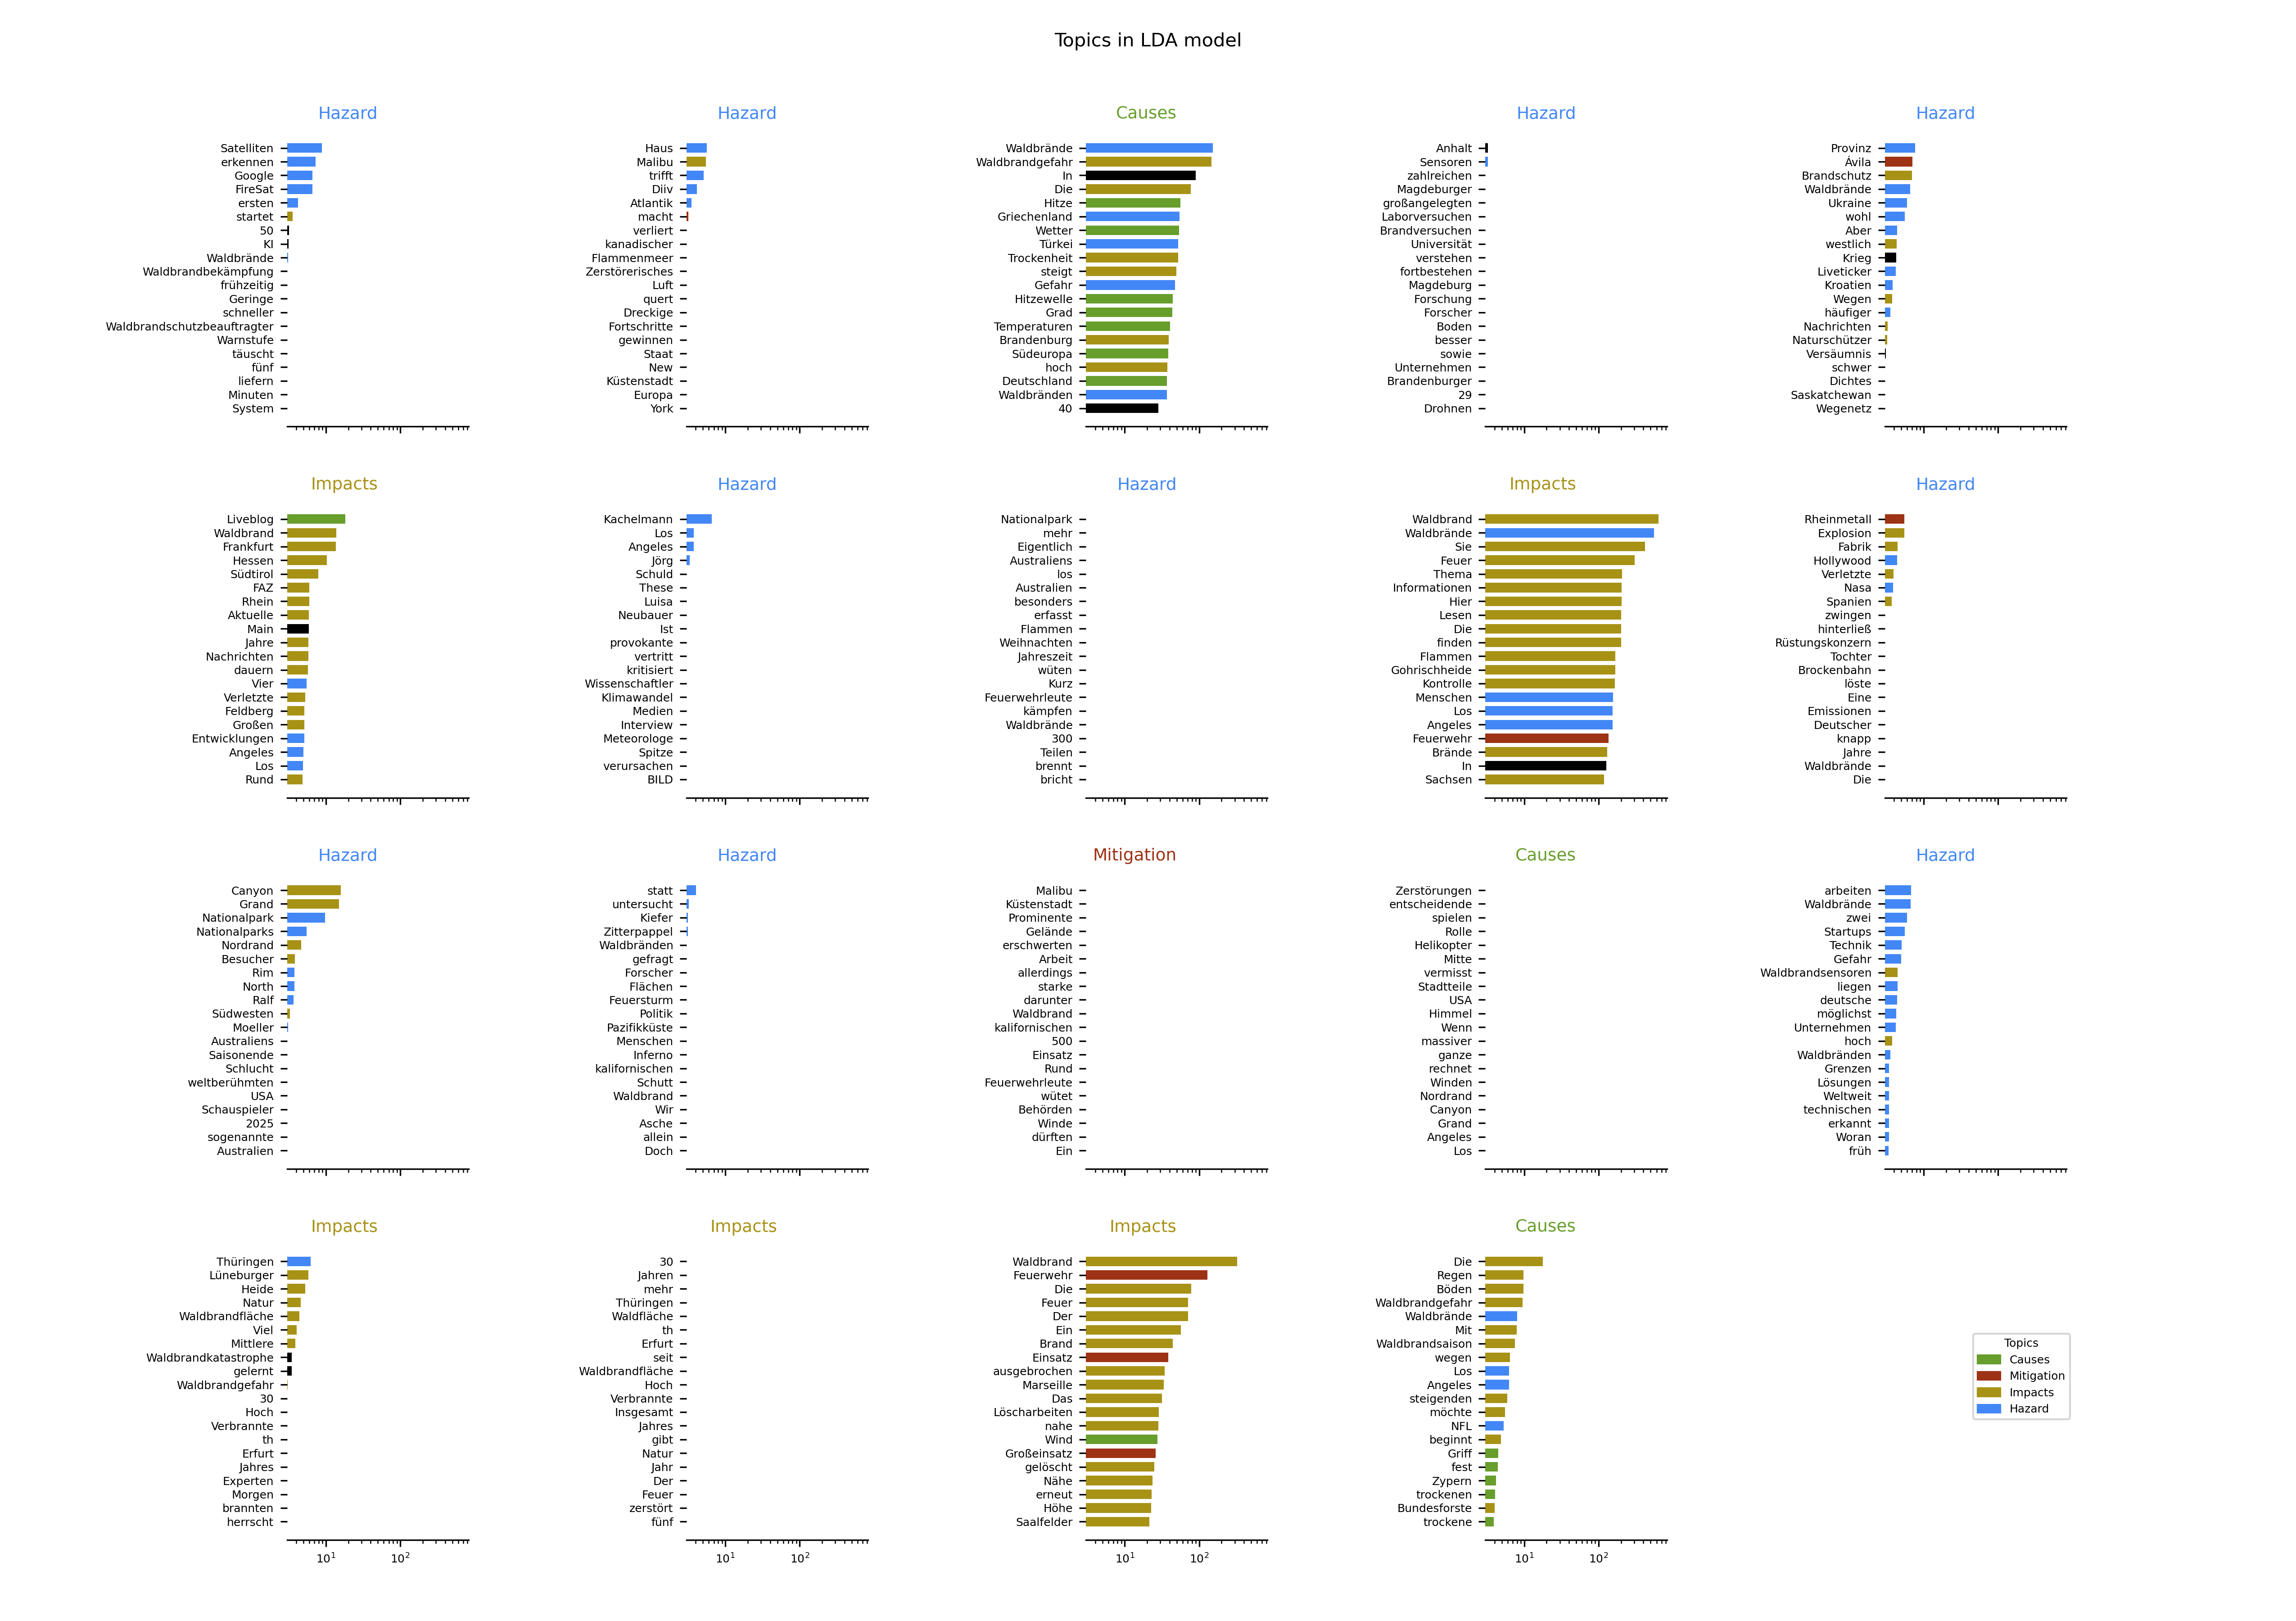 Topics in LDA model
Hazard
Satelliten
erkennen
Google
FireSat
ersten
startet
50
KI
Waldbrände
Waldbrandbekämpfung
frühzeitig
Geringe
schneller
Waldbrandschutzbeauftragter
Warnstufe
täuscht
fünf
liefern
Minuten
System
Hazard
Haus
Malibu
trifft
Diiv
Atlantik
macht
verliert
kanadischer
Flammenmeer
Zerstörerisches
Luft
quert
Dreckige
Fortschritte
gewinnen
Staat
New
Küstenstadt
Europa
York
Causes
Waldbrände
Waldbrandgefahr
In
Die
Hitze
Griechenland
Wetter
Türkei
Trockenheit
steigt
Gefahr
Hitzewelle
Grad
Temperaturen
Brandenburg
Südeuropa
hoch
Deutschland
Waldbränden
40
Hazard
Anhalt
Sensoren
zahlreichen
Magdeburger
großangelegten
Laborversuchen
Brandversuchen
Universität
verstehen
fortbestehen
Magdeburg
Forschung
Forscher
Boden
besser
sowie
Unternehmen
Brandenburger
29
Drohnen
Hazard
Provinz
Ávila
Brandschutz
Waldbrände
Ukraine
wohl
Aber
westlich
Krieg
Liveticker
Kroatien
Wegen
häufiger
Nachrichten
Naturschützer
Versäumnis
schwer
Dichtes
Saskatchewan
Wegenetz
Impacts
Liveblog
Waldbrand
Frankfurt
Hessen
Südtirol
FAZ
Rhein
Aktuelle
Main
Jahre
Nachrichten
dauern
Vier
Verletzte
Feldberg
Großen
Entwicklungen
Angeles
Los
Rund
Hazard
Kachelmann
Los
Angeles
Jörg
Schuld
These
Luisa
Neubauer
Ist
provokante
vertritt
kritisiert
Wissenschaftler
Klimawandel
Medien
Interview
Meteorologe
Spitze
verursachen
BILD
Hazard
Nationalpark
mehr
Eigentlich
Australiens
los
Australien
besonders
erfasst
Flammen
Weihnachten
Jahreszeit
wüten
Kurz
Feuerwehrleute
kämpfen
Waldbrände
300
Teilen
brennt
bricht
Impacts
Waldbrand
Waldbrände
Sie
Feuer
Thema
Informationen
Hier
Lesen
Die
finden
Flammen
Gohrischheide
Kontrolle
Menschen
Los
Angeles
Feuerwehr
Brände
In
Sachsen
Hazard
Rheinmetall
Explosion
Fabrik
Hollywood
Verletzte
Nasa
Spanien
zwingen
hinterließ
Rüstungskonzern
Tochter
Brockenbahn
löste
Eine
Emissionen
Deutscher
knapp
Jahre
Waldbrände
Die
Hazard
Canyon
Grand
Nationalpark
Nationalparks
Nordrand
Besucher
Rim
North
Ralf
Südwesten
Moeller
Australiens
Saisonende
Schlucht
weltberühmten
USA
Schauspieler
2025
sogenannte
Australien
Hazard
statt
untersucht
Kiefer
Zitterpappel
Waldbränden
gefragt
Forscher
Flächen
Feuersturm
Politik
Pazifikküste
Menschen
Inferno
kalifornischen
Schutt
Waldbrand
Wir
Asche
allein
Doch
Mitigation
Malibu
Küstenstadt
Prominente
Gelände
erschwerten
Arbeit
allerdings
starke
darunter
Waldbrand
kalifornischen
500
Einsatz
Rund
Feuerwehrleute
wütet
Behörden
Winde
dürften
Ein
Causes
Zerstörungen
entscheidende
spielen
Rolle
Helikopter
Mitte
vermisst
Stadtteile
USA
Himmel
Wenn
massiver
ganze
rechnet
Winden
Nordrand
Canyon
Grand
Angeles
Los
Hazard
arbeiten
Waldbrände
zwei
Startups
Technik
Gefahr
Waldbrandsensoren
liegen
deutsche
möglichst
Unternehmen
hoch
Waldbränden
Grenzen
Lösungen
Weltweit
technischen
erkannt
Woran
früh
Impacts
Thüringen
Lüneburger
Heide
Natur
Waldbrandfläche
Viel
Mittlere
Waldbrandkatastrophe
gelernt
Waldbrandgefahr
30
Hoch
Verbrannte
th
Erfurt
Jahres
Experten
Morgen
brannten
herrscht
10¹ 10²
Impacts
30
Jahren
mehr
Thüringen
Waldfläche
th
Erfurt
seit
Waldbrandfläche
Hoch
Verbrannte
Insgesamt
Jahres
gibt
Natur
Jahr
Der
Feuer
zerstört
fünf
10¹ 10²
Impacts
Waldbrand
Feuerwehr
Die
Feuer
Der
Ein
Brand
Einsatz
ausgebrochen
Marseille
Das
Löscharbeiten
nahe
Wind
Großeinsatz
gelöscht
Nähe
erneut
Höhe
Saalfelder
10¹ 10²
Causes
Die
Regen
Böden
Waldbrandgefahr
Waldbrände
Mit
Waldbrandsaison
wegen
Los
Angeles
steigenden
möchte
NFL
beginnt
Griff
fest
Zypern
trockenen
Bundesforste
trockene
10¹ 10²
Topics
Causes
Mitigation
Impacts
Hazard